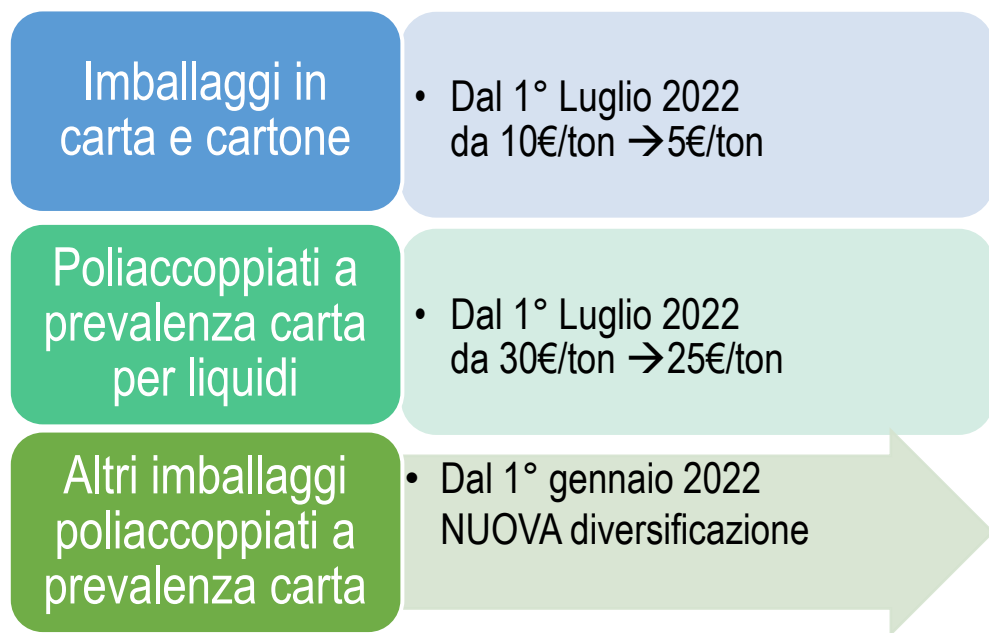 Imballaggi in
carta e cartone
• Dal 1° Luglio 2022
da 10€/ton →5€/ton
Poliaccoppiati a
prevalenza carta
per liquidi
• Dal 1° Luglio 2022
da 30€/ton →25€/ton
Altri imballaggi
poliaccoppiati a
prevalenza carta
• Dal 1° gennaio 2022
NUOVA diversificazione